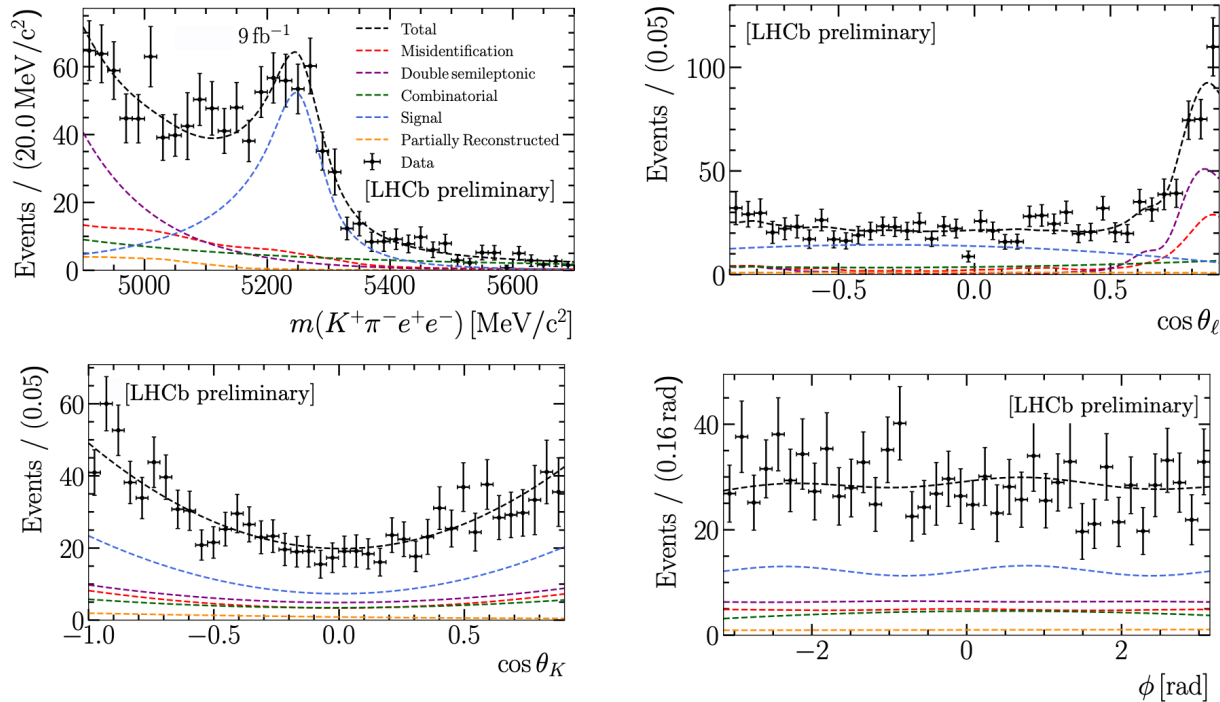 9 fb⁻¹
Total
Misidentification
Double semileptonic
Combinatorial
Signal
Partially Reconstructed
Data
[LHCb preliminary]
Events / (20.0 MeV/c²)
0
20
40
60
5000
5200
5400
5600
m(K⁺π⁻e⁺e⁻) [MeV/c²]
[LHCb preliminary]
Events / (0.05)
0
50
100
−0.5
0.0
0.5
cos θℓ
[LHCb preliminary]
Events / (0.05)
0
20
40
60
−1.0
−0.5
0.0
0.5
cos θ_K
[LHCb preliminary]
Events / (0.16 rad)
0
20
40
−2
0
2
ϕ [rad]